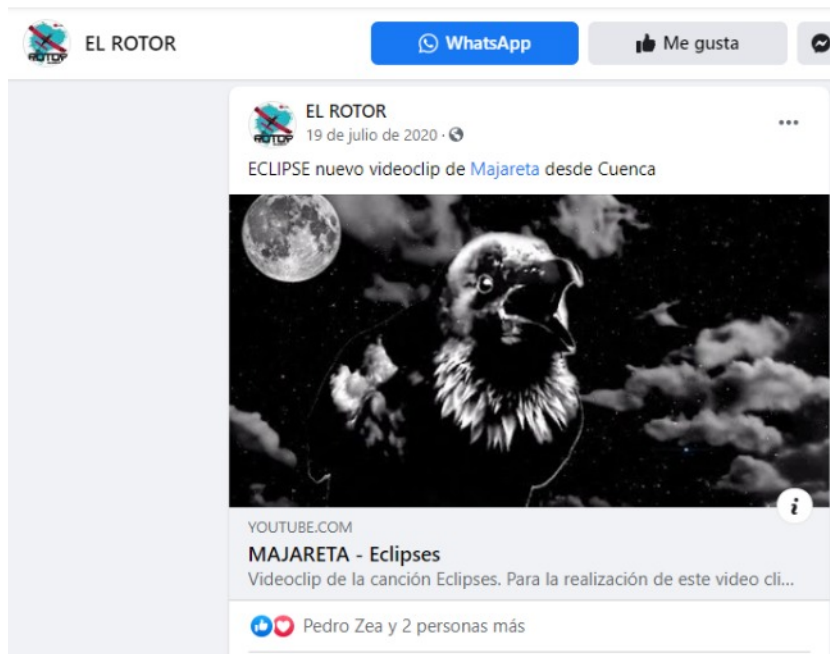 EL ROTOR
WhatsApp
Me gusta
ROTOR
EL ROTOR
19 de julio de 2020 ·
ECLIPSE nuevo videoclip de Majareta desde Cuenca
ROTOR
YOUTUBE.COM
MAJARETA - Eclipses
Videoclip de la canción Eclipses. Para la realización de este video cli...
Pedro Zea y 2 personas más